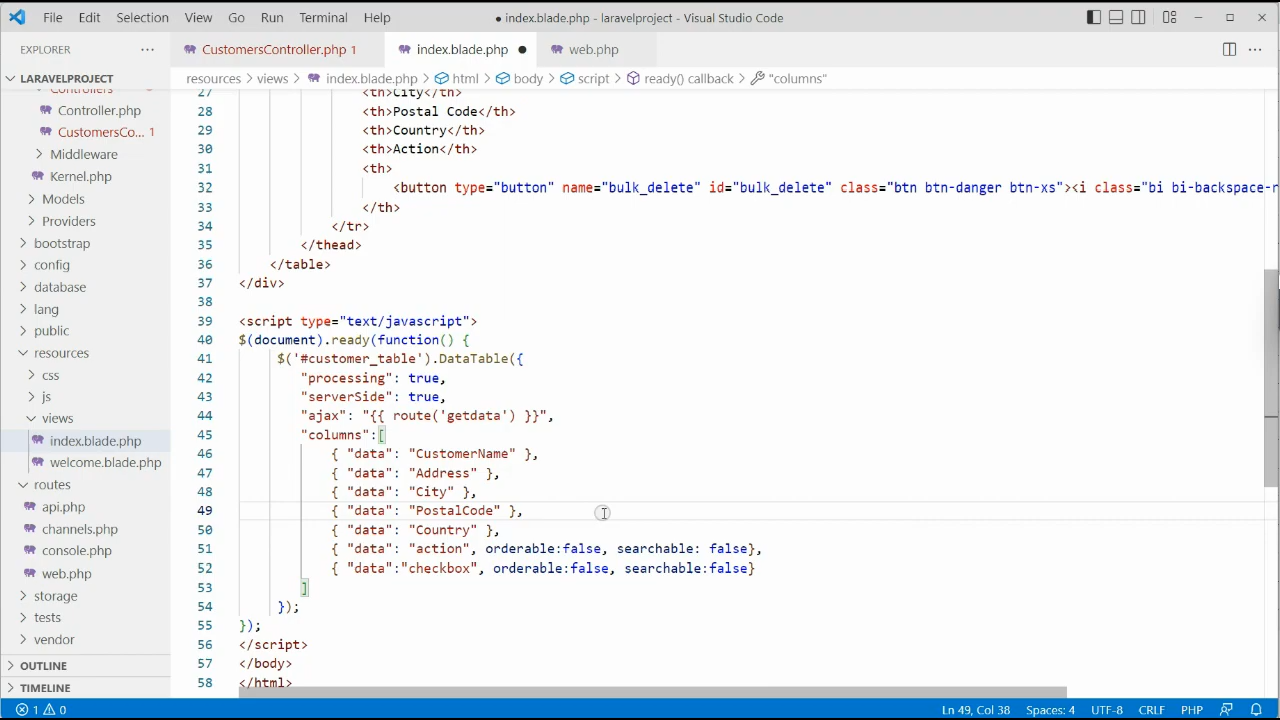 File Edit Selection View Go Run Terminal Help
● index.blade.php - laravelproject - Visual Studio Code
EXPLORER
CustomersController.php 1
index.blade.php ●
web.php
LARAVELPROJECT
resources > views > index.blade.php > html > body > script > ready() callback > "columns"
Controllers
Controller.php
CustomersCo... 1
Middleware
Kernel.php
Models
Providers
bootstrap
config
database
lang
public
resources
css
js
views
index.blade.php
welcome.blade.php
routes
api.php
channels.php
console.php
web.php
storage
tests
vendor
OUTLINE
TIMELINE
27 <th>City</th>
28 <th>Postal Code</th>
29 <th>Country</th>
30 <th>Action</th>
31 <th>
32 <button type="button" name="bulk_delete" id="bulk_delete" class="btn btn-danger btn-xs"><i class="bi bi-backspace-r
33 </th>
34 </tr>
35 </thead>
36 </table>
37 </div>
38
39 <script type="text/javascript">
40 $(document).ready(function() {
41 $('#customer_table').DataTable({
42 "processing": true,
43 "serverSide": true,
44 "ajax": "{{ route('getdata') }}",
45 "columns":[
46 { "data": "CustomerName" },
47 { "data": "Address" },
48 { "data": "City" },
49 { "data": "PostalCode" },
50 { "data": "Country" },
51 { "data": "action", orderable:false, searchable: false},
52 { "data":"checkbox", orderable:false, searchable:false}
53 ]
54 });
55 });
56 </script>
57 </body>
58 </html>
1 0
Ln 49, Col 38 Spaces: 4 UTF-8 CRLF PHP